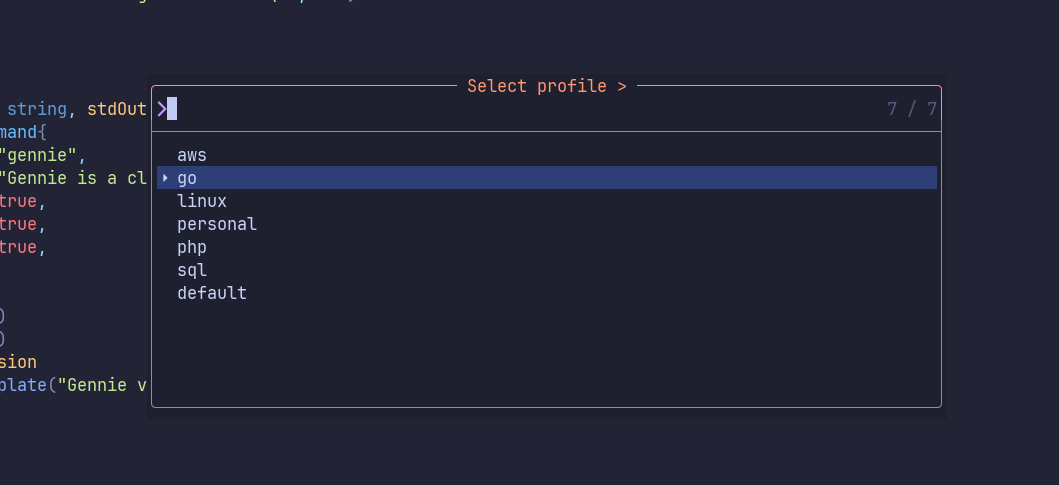 Select profile >
7 / 7
string, stdOut
mand{
"gennie",
"Gennie is a cl
true,
true,
true,
aws
go
linux
personal
php
sql
default
)
)
sion
plate("Gennie v